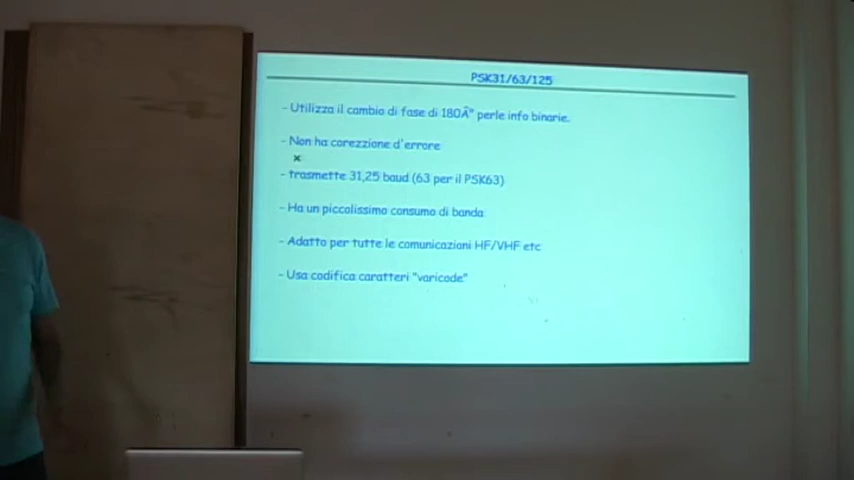 PSK31/63/125
- Utilizza il cambio di fase di 180Â° perle info binarie.
- Non ha corezzione d'errore
- trasmette 31,25 baud (63 per il PSK63)
- Ha un piccolissimo consumo di banda
- Adatto per tutte le comunicazioni HF/VHF etc
- Usa codifica caratteri "varicode"